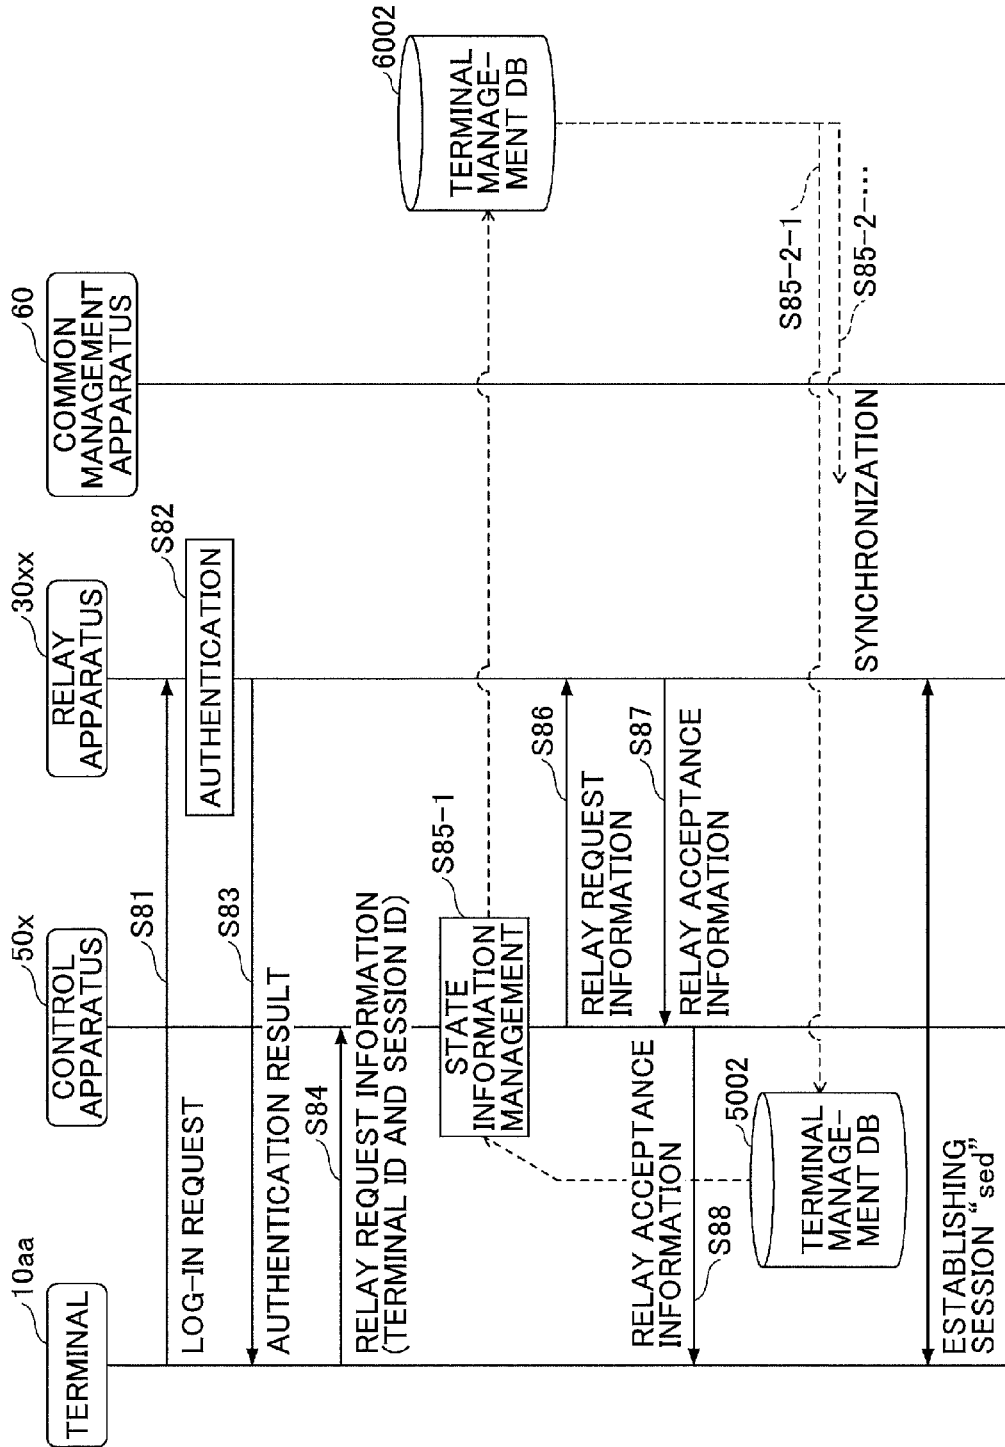 10aa
TERMINAL
50x
CONTROL
APPARATUS
30xx
RELAY
APPARATUS
60
COMMON
MANAGEMENT
APPARATUS
S81
LOG-IN REQUEST
S82
AUTHENTICATION
S83
AUTHENTICATION RESULT
S84
RELAY REQUEST INFORMATION
(TERMINAL ID AND SESSION ID)
S85-1
STATE
INFORMATION
MANAGEMENT
6002
TERMINAL
MANAGE-
MENT DB
S86
RELAY REQUEST
INFORMATION
S87
RELAY ACCEPTANCE
INFORMATION
RELAY ACCEPTANCE
INFORMATION
S88
5002
TERMINAL
MANAGE-
MENT DB
S85-2-1
S85-2-...
SYNCHRONIZATION
ESTABLISHING
SESSION "sed"